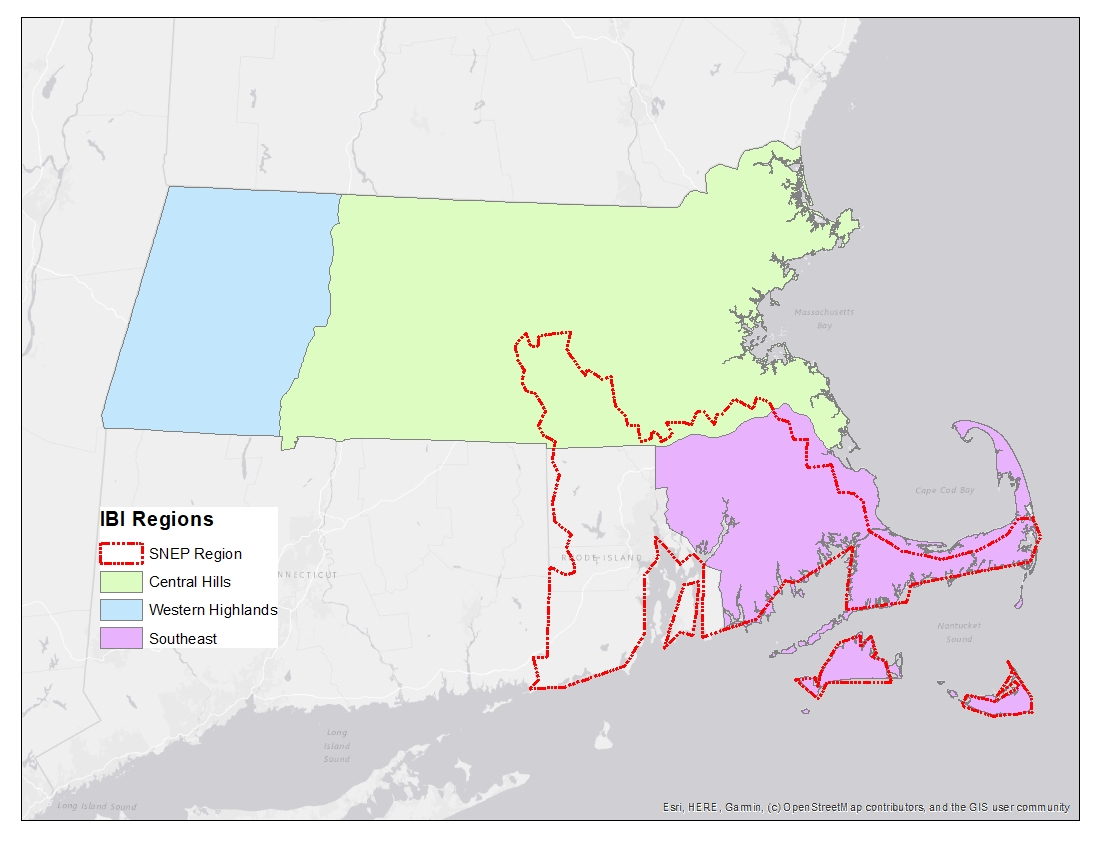 Massachusetts
Bay
Cape Cod Bay
IBI Regions
SNEP Region
Central Hills
Western Highlands
Southeast
RHODE ISLAND
NNECTICUT
Nantucket
Sound
Long
Island
Sound
Long Island Sound
Esri, HERE, Garmin, (c) OpenStreetMap contributors, and the GIS user community